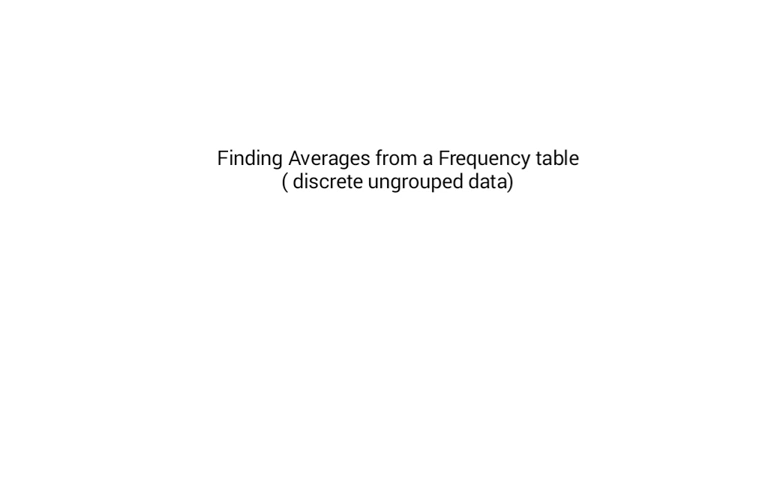 Finding Averages from a Frequency table
( discrete ungrouped data)